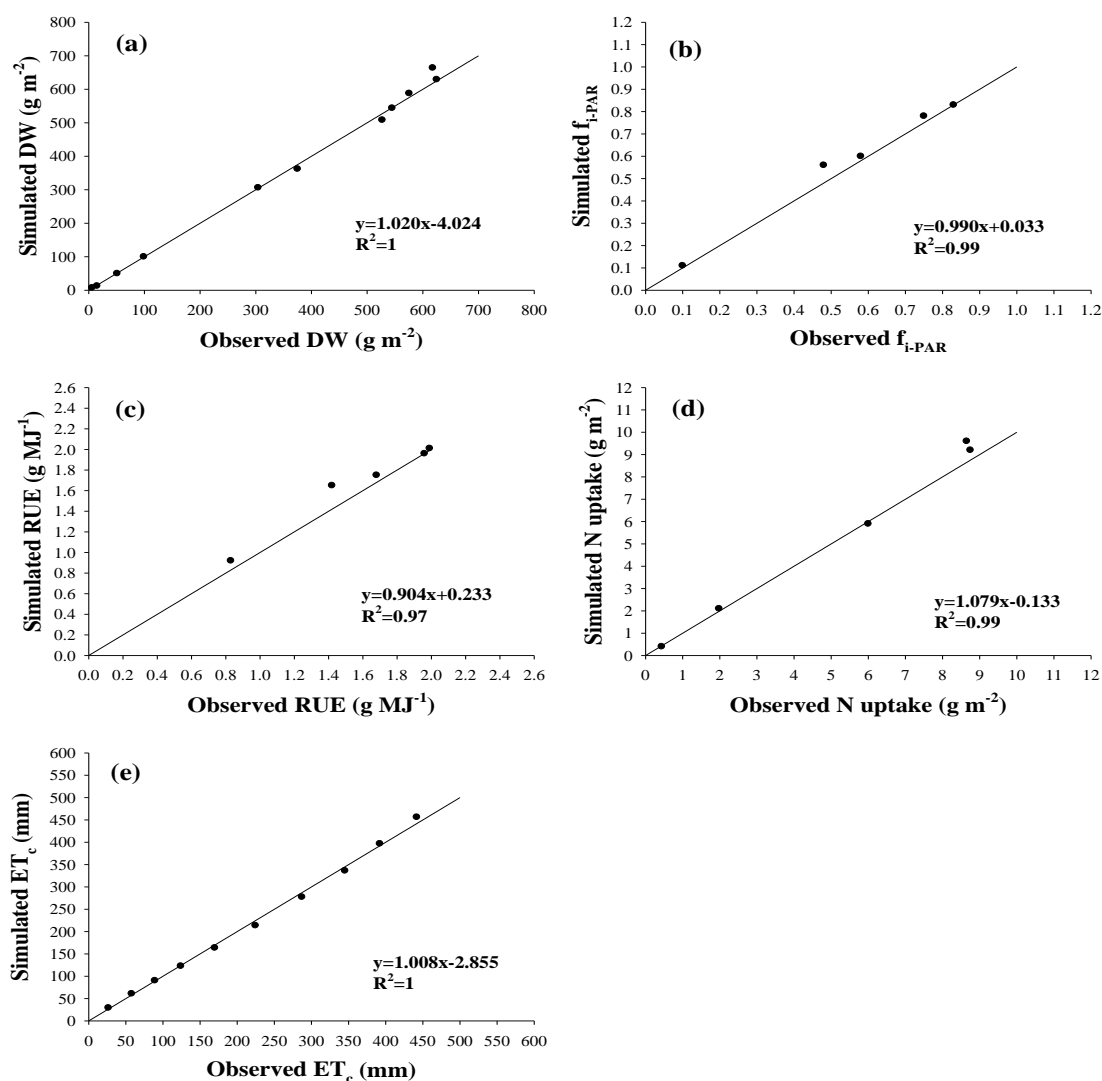 (a)
Simulated DW (g m⁻²)
800
700
600
500
400
300
200
100
0
y=1.020x-4.024
R²=1
0 100 200 300 400 500 600 700 800
Observed DW (g m⁻²)
(b)
Simulated fi-PAR
1.2
1.1
1.0
0.9
0.8
0.7
0.6
0.5
0.4
0.3
0.2
0.1
0.0
y=0.990x+0.033
R²=0.99
0.0 0.1 0.2 0.3 0.4 0.5 0.6 0.7 0.8 0.9 1.0 1.1 1.2
Observed fi-PAR
(c)
Simulated RUE (g MJ⁻¹)
2.6
2.4
2.2
2.0
1.8
1.6
1.4
1.2
1.0
0.8
0.6
0.4
0.2
0.0
y=0.904x+0.233
R²=0.97
0.0 0.2 0.4 0.6 0.8 1.0 1.2 1.4 1.6 1.8 2.0 2.2 2.4 2.6
Observed RUE (g MJ⁻¹)
(d)
Simulated N uptake (g m⁻²)
12
11
10
9
8
7
6
5
4
3
2
1
0
y=1.079x-0.133
R²=0.99
0 1 2 3 4 5 6 7 8 9 10 11 12
Observed N uptake (g m⁻²)
(e)
Simulated ETc (mm)
600
550
500
450
400
350
300
250
200
150
100
50
0
y=1.008x-2.855
R²=1
0 50 100 150 200 250 300 350 400 450 500 550 600
Observed ETc (mm)